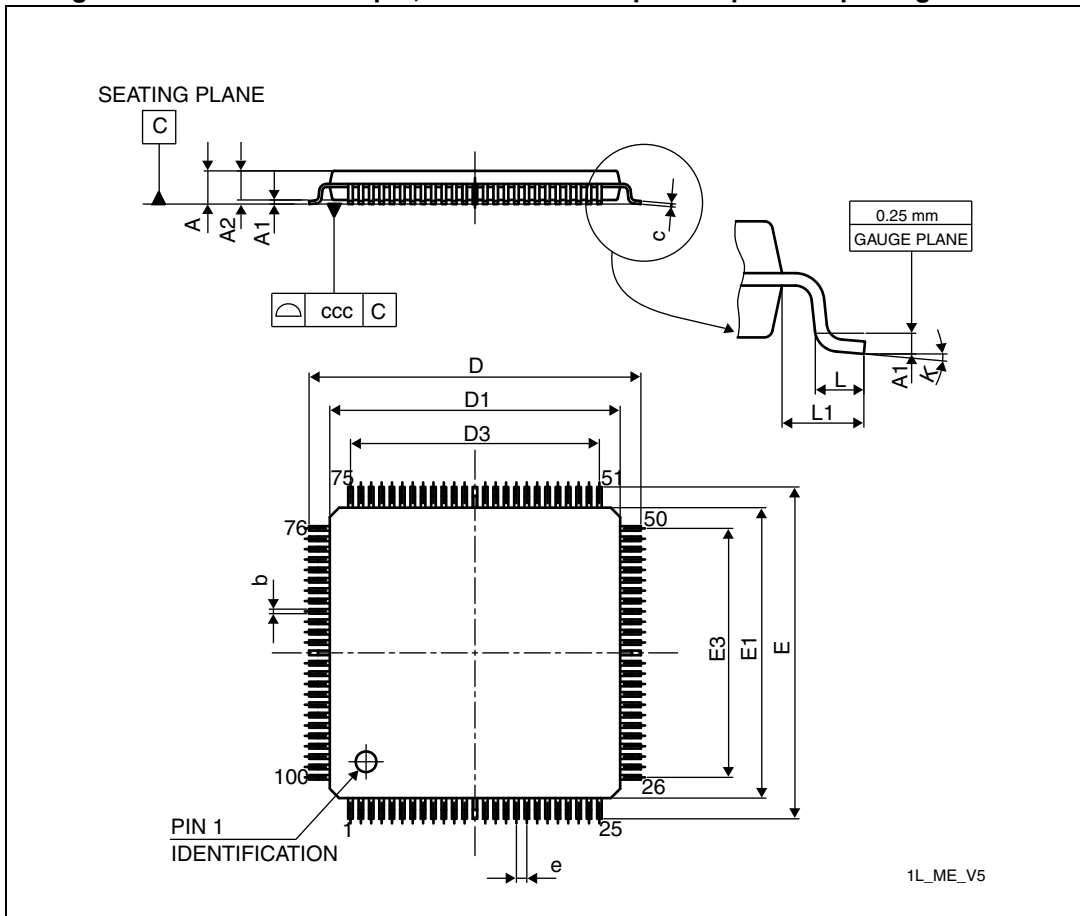 SEATING PLANE
C
A
A2
A1
c
ccc C
0.25 mm
GAUGE PLANE
A1
K
L
L1
D
D1
D3
75
51
76
50
b
E3
E1
E
100
26
PIN 1
IDENTIFICATION
1
25
e
1L_ME_V5